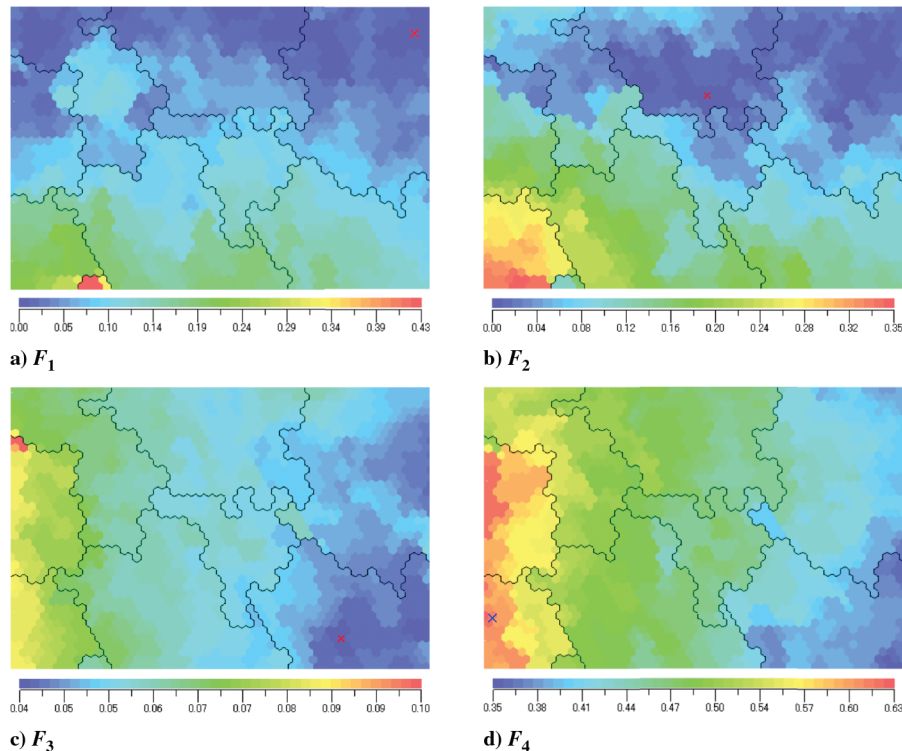 0.00 0.05 0.10 0.14 0.19 0.24 0.29 0.34 0.39 0.43
a) F1
0.00 0.04 0.08 0.12 0.16 0.20 0.24 0.28 0.32 0.35
b) F2
0.04 0.05 0.05 0.06 0.07 0.07 0.08 0.09 0.09 0.10
c) F3
0.35 0.38 0.41 0.44 0.47 0.50 0.53 0.57 0.60 0.63
d) F4